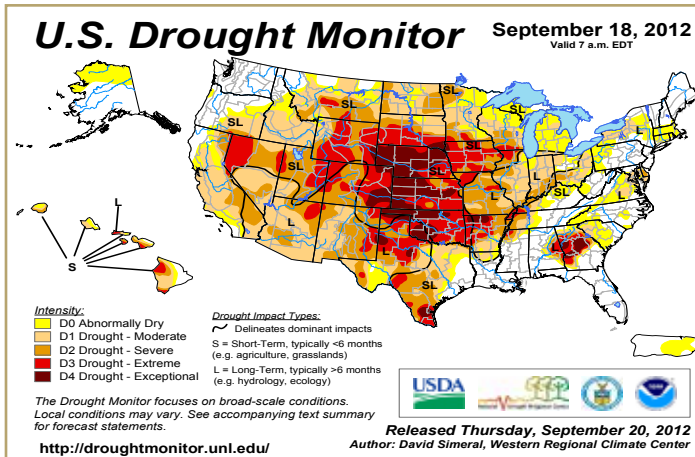 U.S. Drought Monitor
September 18, 2012
Valid 7 a.m. EDT
SL
SL
SL
SL
L
SL
SL
SL
L
L
L
L
L
SL
L
S
Intensity:
D0 Abnormally Dry
D1 Drought - Moderate
D2 Drought - Severe
D3 Drought - Extreme
D4 Drought - Exceptional
Drought Impact Types:
Delineates dominant impacts
S = Short-Term, typically <6 months
(e.g. agriculture, grasslands)
L = Long-Term, typically >6 months
(e.g. hydrology, ecology)
The Drought Monitor focuses on broad-scale conditions.
Local conditions may vary. See accompanying text summary
for forecast statements.
http://droughtmonitor.unl.edu/
USDA
Released Thursday, September 20, 2012
Author: David Simeral, Western Regional Climate Center